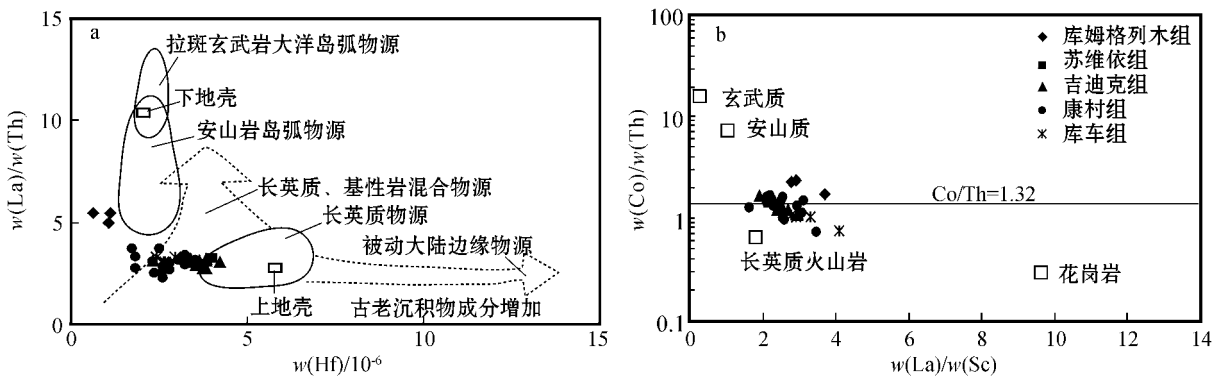 a
15
10
5
0
w(La)/w(Th)
拉斑玄武岩大洋岛弧物源
下地壳
安山岩岛弧物源
长英质、基性岩混合物源
长英质物源
被动大陆边缘物源
上地壳
古老沉积物成分增加
5
10
15
w(Hf)/10⁻⁶
b
100
10
1
0.1
w(Co)/w(Th)
库姆格列木组
苏维依组
吉迪克组
康村组
库车组
玄武质
安山质
Co/Th=1.32
长英质火山岩
花岗岩
0
2
4
6
8
10
12
14
w(La)/w(Sc)